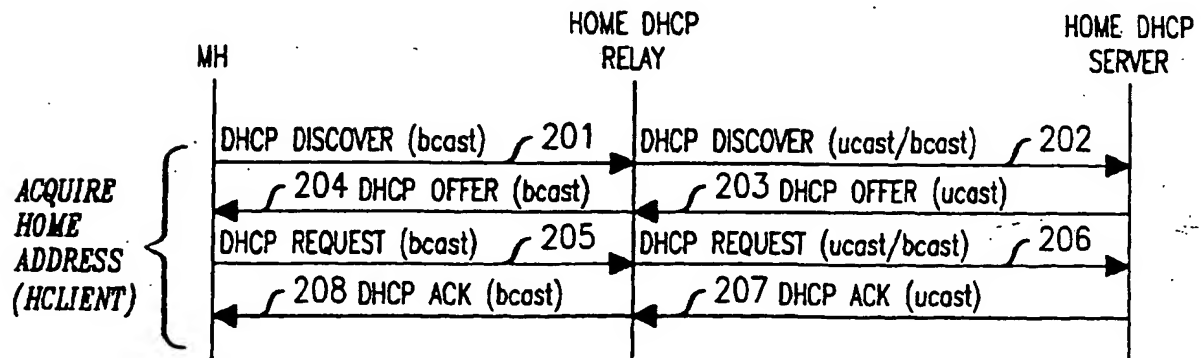 MH
HOME DHCP
RELAY
HOME DHCP
SERVER
DHCP DISCOVER (bcast) 201
DHCP DISCOVER (ucast/bcast) 202
204 DHCP OFFER (bcast)
203 DHCP OFFER (ucast)
DHCP REQUEST (bcast) 205
DHCP REQUEST (ucast/bcast) 206
208 DHCP ACK (bcast)
207 DHCP ACK (ucast)
ACQUIRE
HOME
ADDRESS
(HCLIENT)